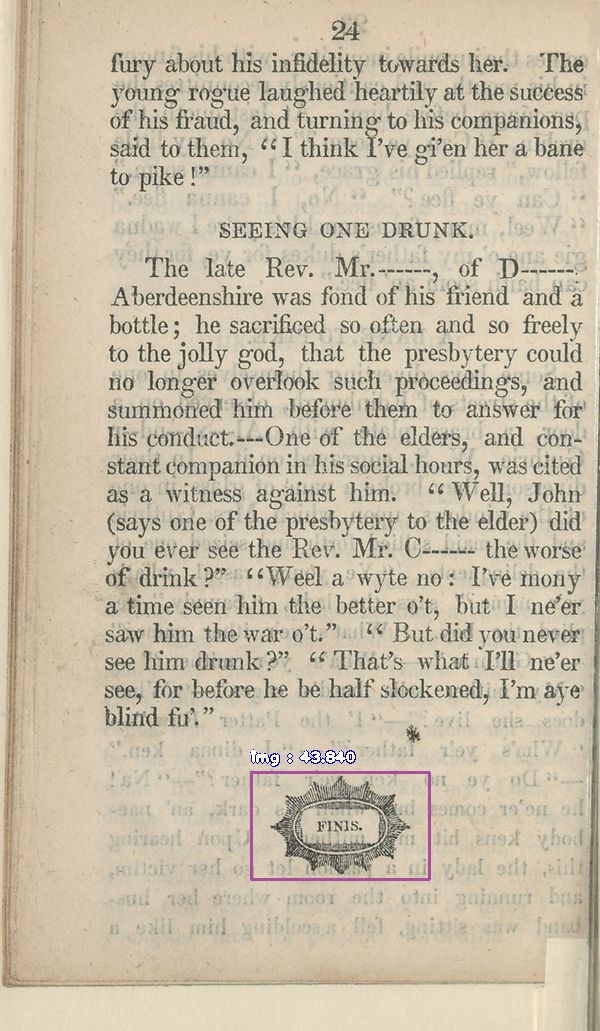 24
fury about his infidelity towards her. The
young rogue laughed heartily at the success
of his fraud, and turning to his companions,
said to them, “I think I’ve gi’en her a bane
to pike!”
SEEING ONE DRUNK.
The late Rev. Mr.------, of D------
Aberdeenshire was fond of his friend and a
bottle; he sacrificed so often and so freely
to the jolly god, that the presbytery could
no longer overlook such proceedings, and
summoned him before them to answer for
his conduct.---One of the elders, and con-
stant companion in his social hours, was cited
as a witness against him. “Well, John
(says one of the presbytery to the elder) did
you ever see the Rev. Mr. C------ the worse
of drink?” “Weel a wyte no: I’ve mony
a time seen him the better o’t, but I ne’er
saw him the war o’t.” “But did you never
see him drunk?” “That’s what I’ll ne’er
see, for before he be half slockened, I’m aye
blind fu’.”
*
img : 43.840
FINIS.